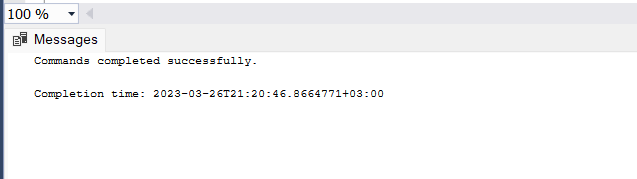 100 %
Messages
Commands completed successfully.
Completion time: 2023-03-26T21:20:46.8664771+03:00